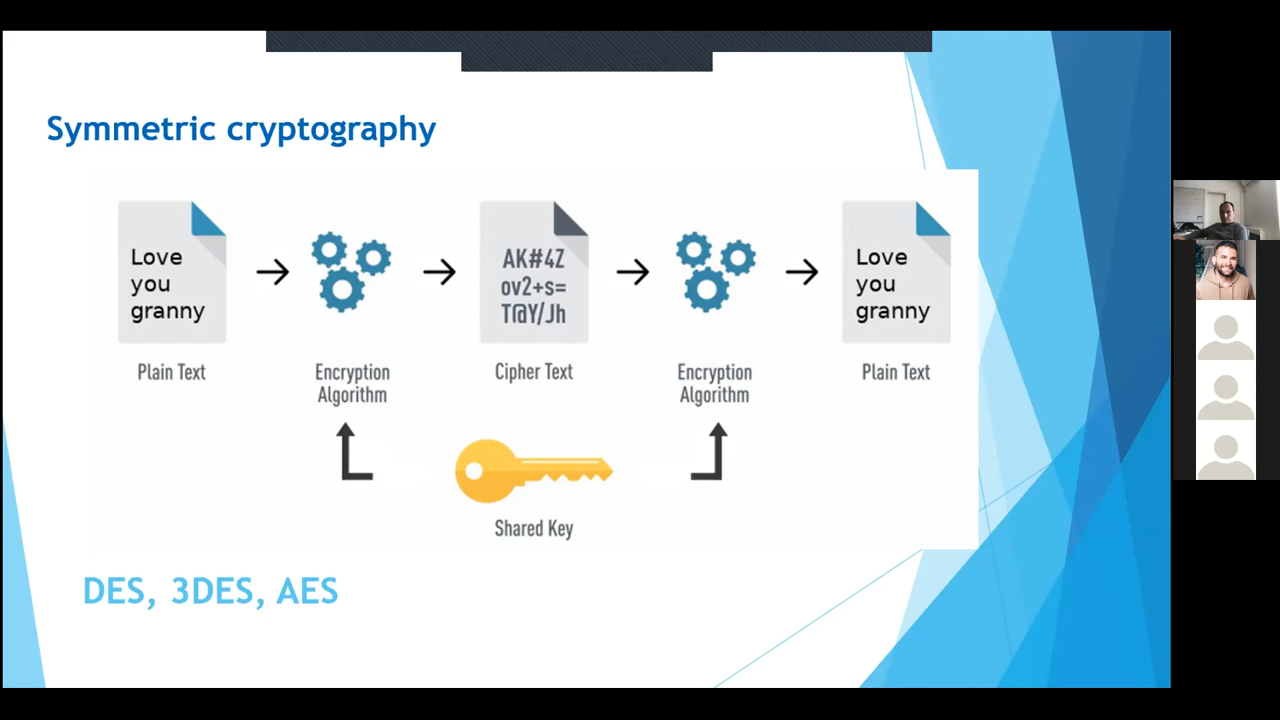 Symmetric cryptography
Love
you
granny
AK#4Z
ov2+s=
T@Y/Jh
Love
you
granny
Plain Text
Encryption
Algorithm
Cipher Text
Encryption
Algorithm
Plain Text
Shared Key
DES, 3DES, AES